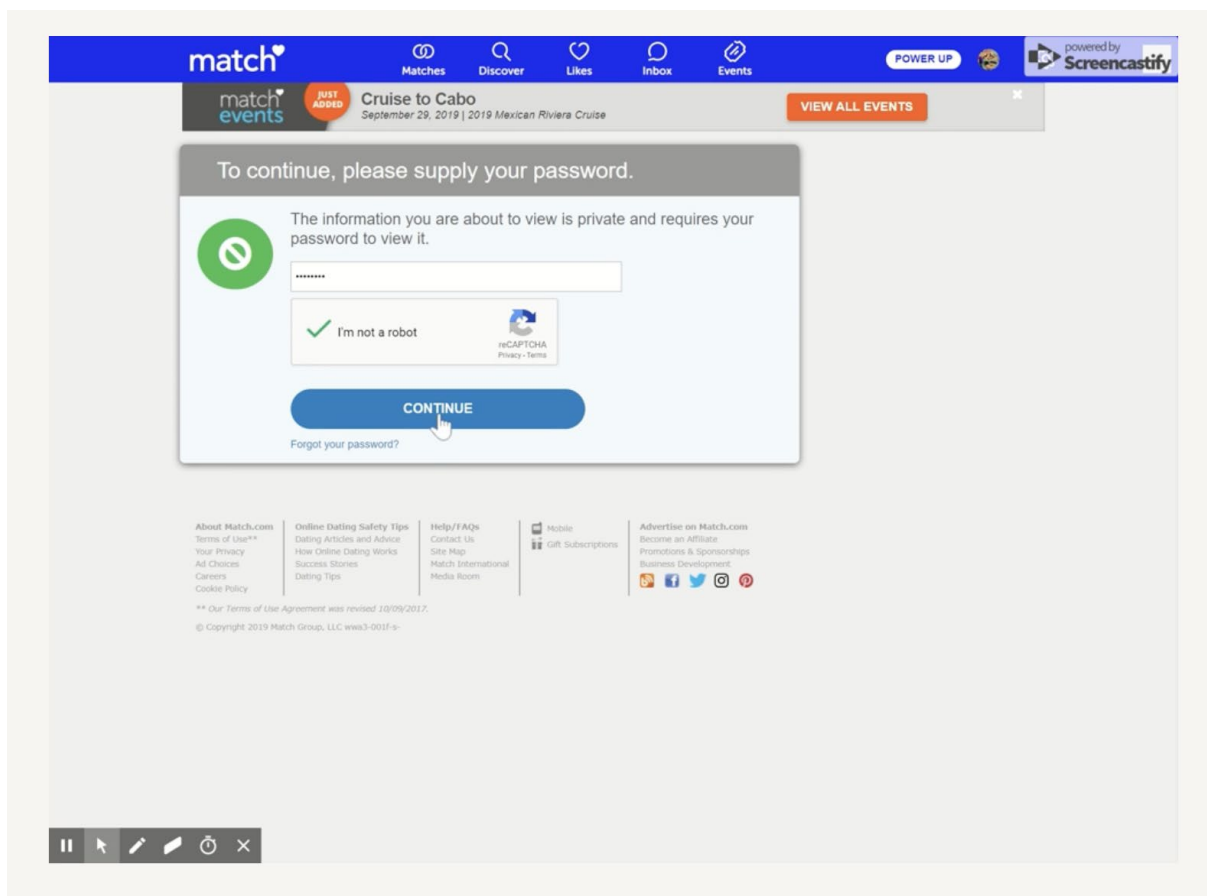 match
Matches
Discover
Likes
Inbox
Events
POWER UP
powered by
Screencastify
match
events
JUST
ADDED
Cruise to Cabo
September 29, 2019 | 2019 Mexican Riviera Cruise
VIEW ALL EVENTS
To continue, please supply your password.
The information you are about to view is private and requires your
password to view it.
I'm not a robot
reCAPTCHA
Privacy - Terms
CONTINUE
Forgot your password?
About Match.com
Terms of Use**
Your Privacy
Ad Choices
Careers
Cookie Policy
Online Dating Safety Tips
Dating Articles and Advice
How Online Dating Works
Success Stories
Dating Tips
Help/FAQs
Contact Us
Site Map
Match International
Media Room
Mobile
Gift Subscriptions
Advertise on Match.com
Become an Affiliate
Promotions & Sponsorships
Business Development
** Our Terms of Use Agreement was revised 10/09/2017.
© Copyright 2019 Match Group, LLC wwa3-001f-s-